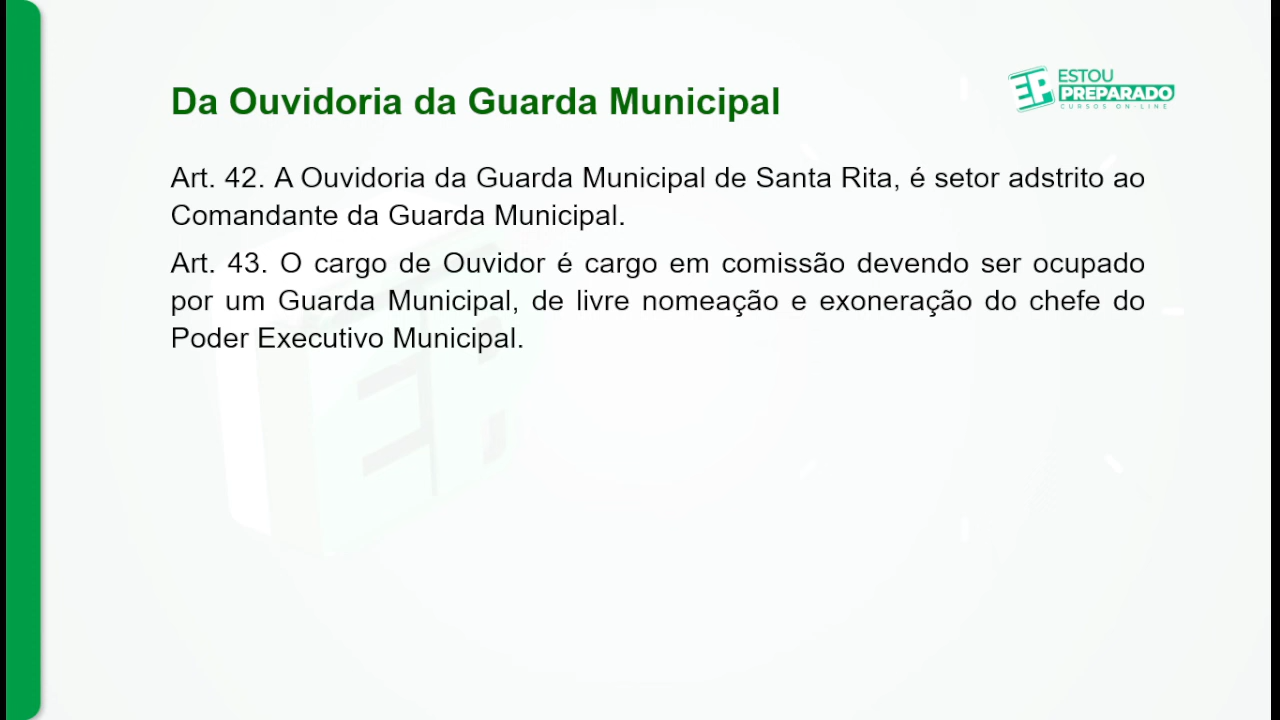 Da Ouvidoria da Guarda Municipal
ESTOU
PREPARADO
CURSOS ON-LINE
Art. 42. A Ouvidoria da Guarda Municipal de Santa Rita, é setor adstrito ao
Comandante da Guarda Municipal.
Art. 43. O cargo de Ouvidor é cargo em comissão devendo ser ocupado
por um Guarda Municipal, de livre nomeação e exoneração do chefe do
Poder Executivo Municipal.